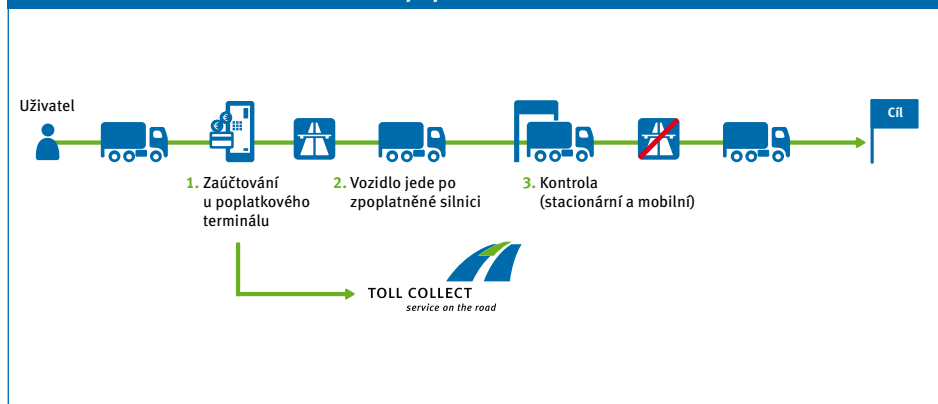 Uživatel
Cíl
1. Zaúčtování
u poplatkového
terminálu
2. Vozidlo jede po
zpoplatněné silnici
3. Kontrola
(stacionární a mobilní)
TOLL COLLECT
service on the road